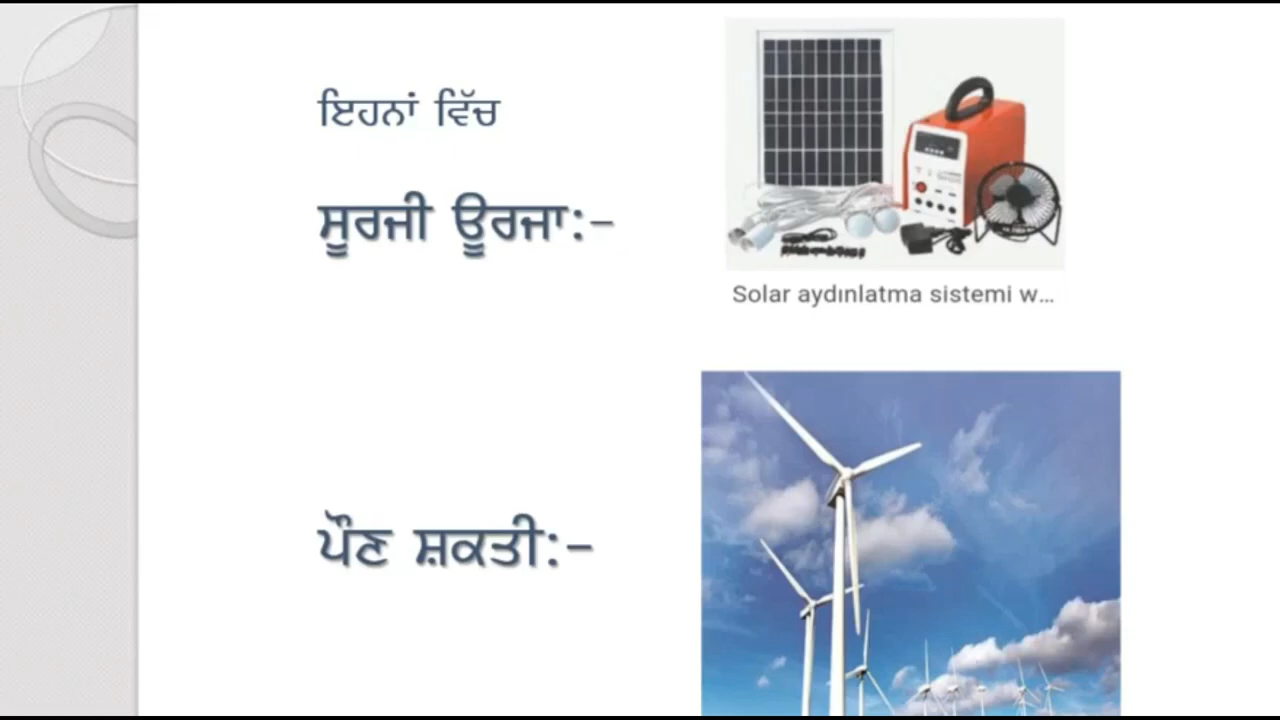 ਇਹਨਾਂ ਵਿੱਚ
ਸੂਰਜੀ ਊਰਜਾ:–
Solar aydınlatma sistemi w...
ਪੌਣ ਸ਼ਕਤੀ:–